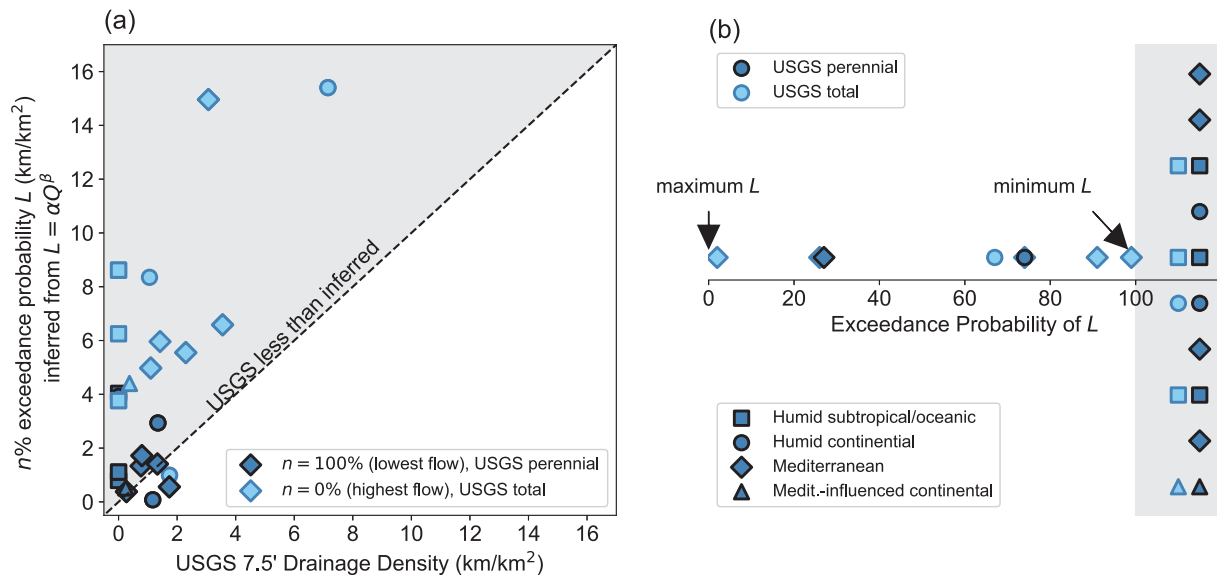 (a)
n% exceedance probability L (km/km²)
inferred from L = αQᵝ
16
14
12
10
8
6
4
2
0
USGS less than inferred
n = 100% (lowest flow), USGS perennial
n = 0% (highest flow), USGS total
0 2 4 6 8 10 12 14 16
USGS 7.5' Drainage Density (km/km²)
(b)
USGS perennial
USGS total
maximum L
minimum L
0 20 40 60 80 100
Exceedance Probability of L
Humid subtropical/oceanic
Humid continental
Mediterranean
Medit.-influenced continental